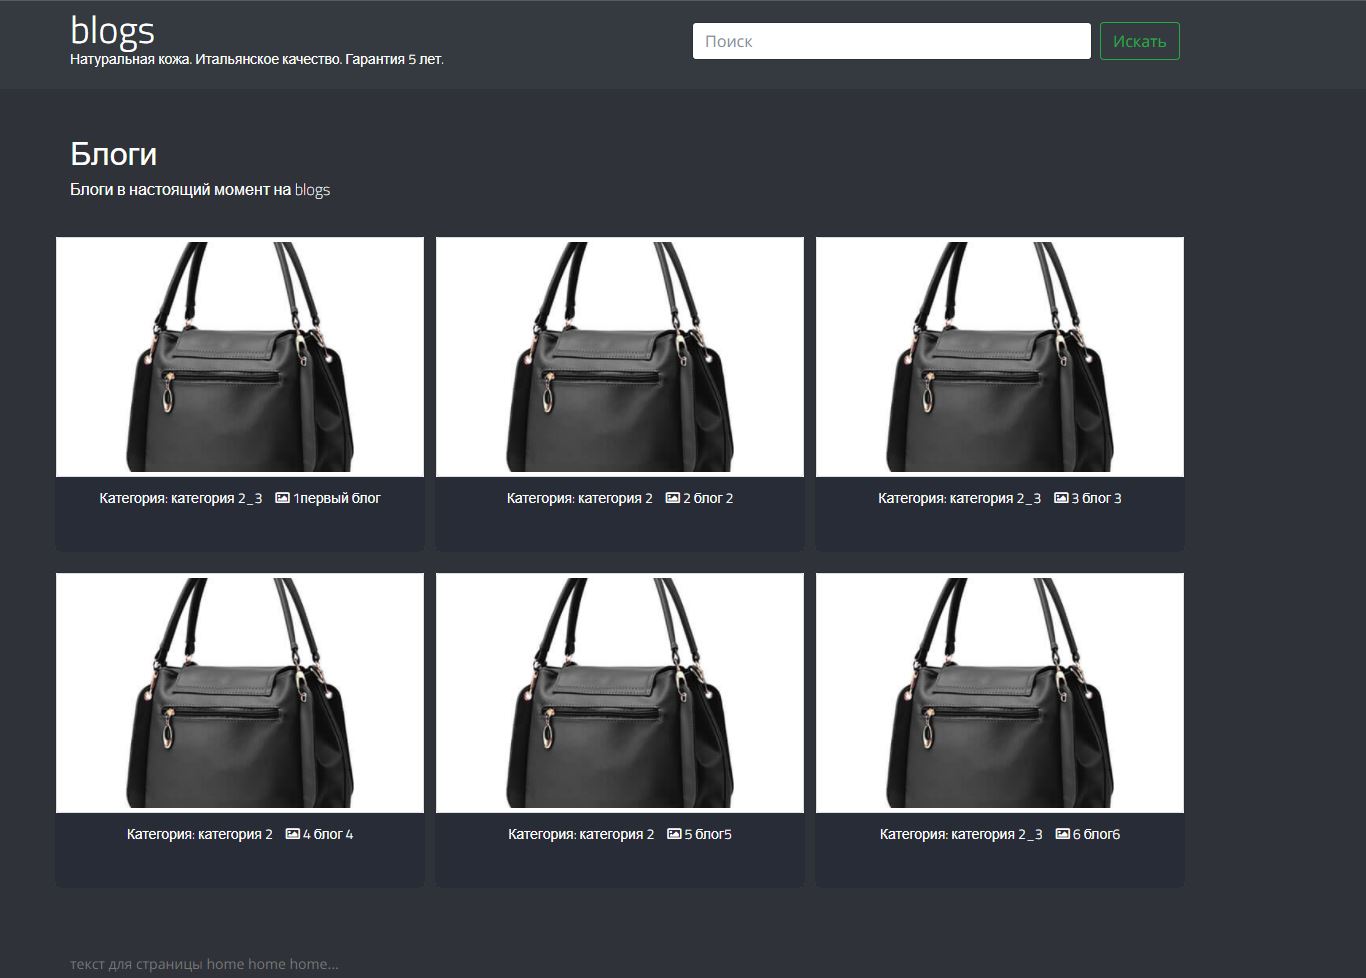 blogs
Натуральная кожа. Итальянское качество. Гарантия 5 лет.
Поиск
Искать
Блоги
Блоги в настоящий момент на blogs
Категория: категория 2_3 1первый блог
Категория: категория 2 2 блог 2
Категория: категория 2_3 3 блог 3
Категория: категория 2 4 блог 4
Категория: категория 2 5 блог5
Категория: категория 2_3 6 блог6
текст для страницы home home home...